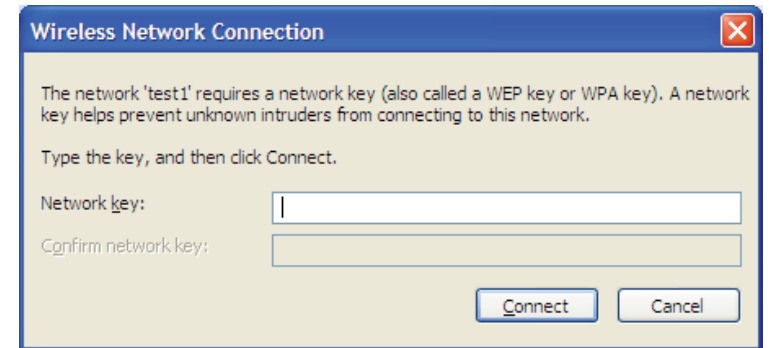 Wireless Network Connection
The network 'test1' requires a network key (also called a WEP key or WPA key). A network
key helps prevent unknown intruders from connecting to this network.
Type the key, and then click Connect.
Network key:
Confirm network key:
Connect Cancel